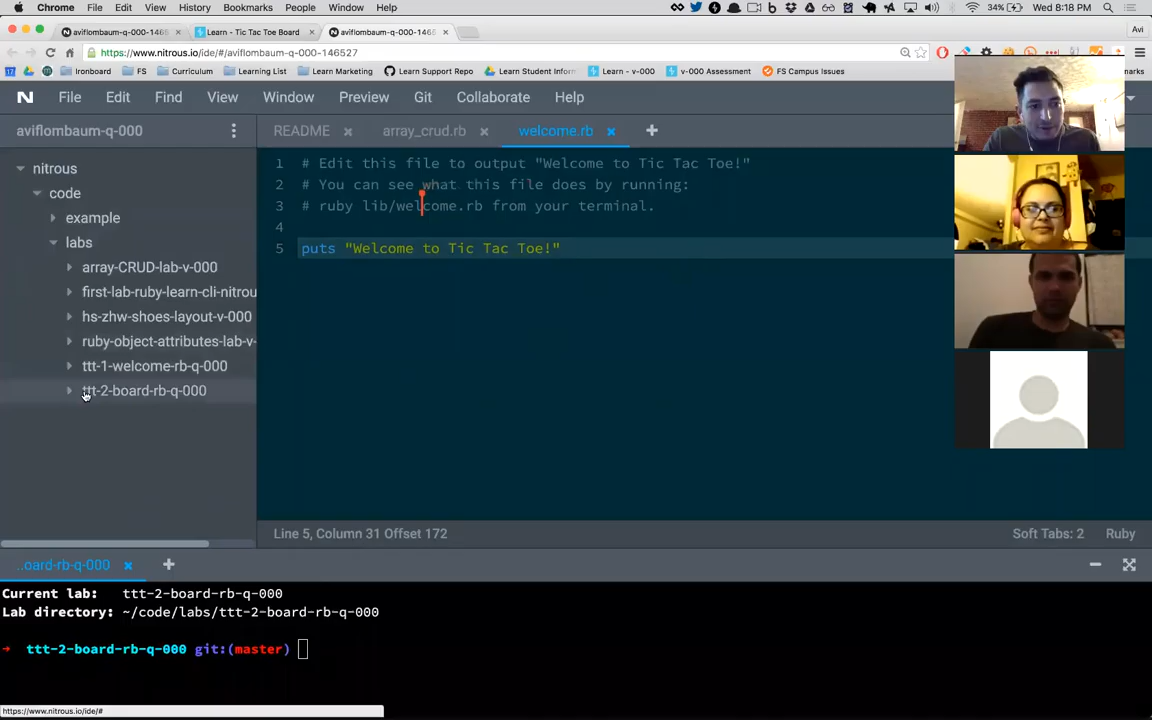 Chrome File Edit View History Bookmarks People Window Help 34% Wed 8:18 PM
aviflombaum-q-000-1465 Learn - Tic Tac Toe Board aviflombaum-q-000-1465 Avi
https://www.nitrous.io/ide/#/aviflombaum-q-000-146527
Ironboard FS Curriculum Learning List Learn Marketing Learn Support Repo Learn Student Inform Learn - v-000 v-000 Assessment FS Campus Issues marks
N File Edit Find View Window Preview Git Collaborate Help
aviflombaum-q-000 README array_crud.rb welcome.rb
nitrous
code
example
labs
array-CRUD-lab-v-000
first-lab-ruby-learn-cli-nitrou
hs-zhw-shoes-layout-v-000
ruby-object-attributes-lab-v-
ttt-1-welcome-rb-q-000
ttt-2-board-rb-q-000
1 # Edit this file to output "Welcome to Tic Tac Toe!"
2 # You can see what this file does by running:
3 # ruby lib/welcome.rb from your terminal.
4
5 puts "Welcome to Tic Tac Toe!"
Line 5, Column 31 Offset 172 Soft Tabs: 2 Ruby
..oard-rb-q-000
Current lab: ttt-2-board-rb-q-000
Lab directory: ~/code/labs/ttt-2-board-rb-q-000
→ ttt-2-board-rb-q-000 git:(master)
https://www.nitrous.io/ide/#